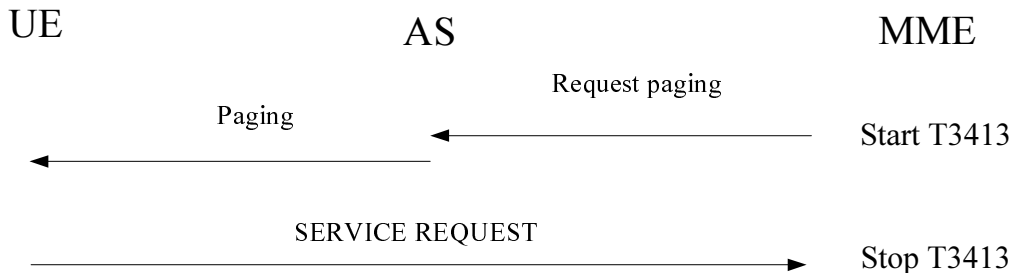 UE
AS
MME
Request paging
Paging
Start T3413
SERVICE REQUEST
Stop T3413